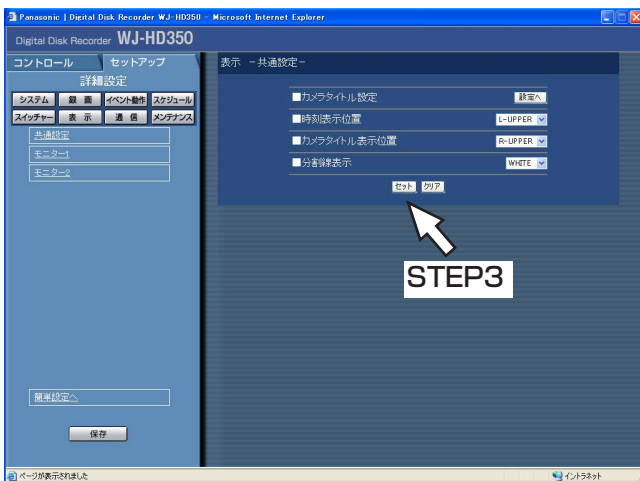 Panasonic | Digital Disk Recorder WJ-HD350 - Microsoft Internet Explorer
Digital Disk Recorder WJ-HD350
コントロール
セットアップ
詳細設定
システム
録 画
イベント動作
スケジュール
スイッチャー
表 示
通 信
メンテナンス
共通設定
モニター1
モニター2
簡単設定へ
保存
表示 －共通設定－
■カメラタイトル設定
設定へ
■時刻表示位置
L-UPPER
■カメラタイトル表示位置
R-UPPER
■分割線表示
WHITE
セット
クリア
STEP3
ページが表示されました
イントラネット